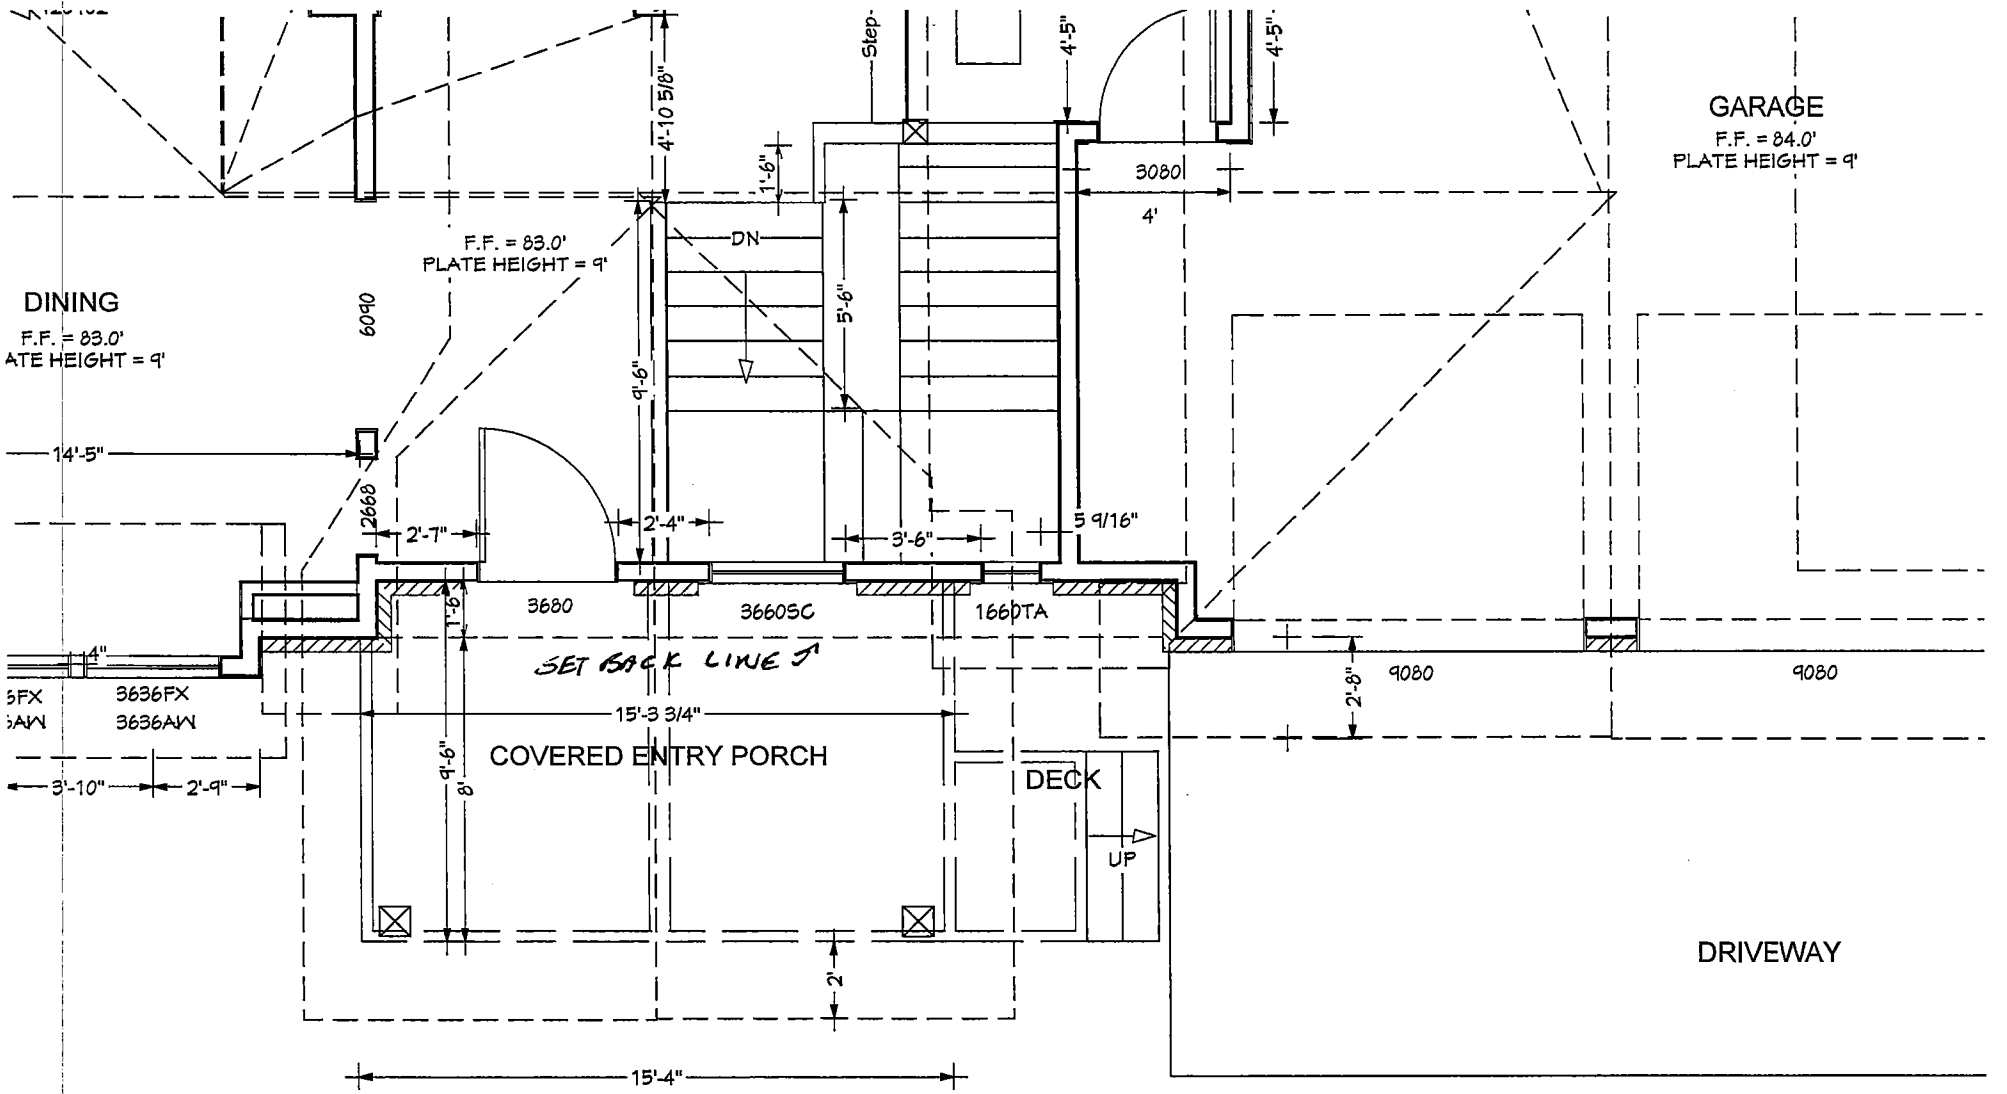 Step
4'-5"
4'-5"
4'-10 5/8"
GARAGE
F.F. = 84.0'
PLATE HEIGHT = 9'
1'-6"
3080
4'
DN
F.F. = 83.0'
PLATE HEIGHT = 9'
DINING
F.F. = 83.0'
ATE HEIGHT = 9'
6090
5'-6"
9'-6"
14'-5"
2668
2'-7"
2'-4"
3'-6"
5 9/16"
3680
3660SC
1660TA
1'-6"
SET BACK LINE
4"
3636FX
3636AW
9080
9080
2'-8"
15'-3 3/4"
COVERED ENTRY PORCH
DECK
9'-6"
8'
3'-10"
2'-9"
UP
DRIVEWAY
2'
15'-4"